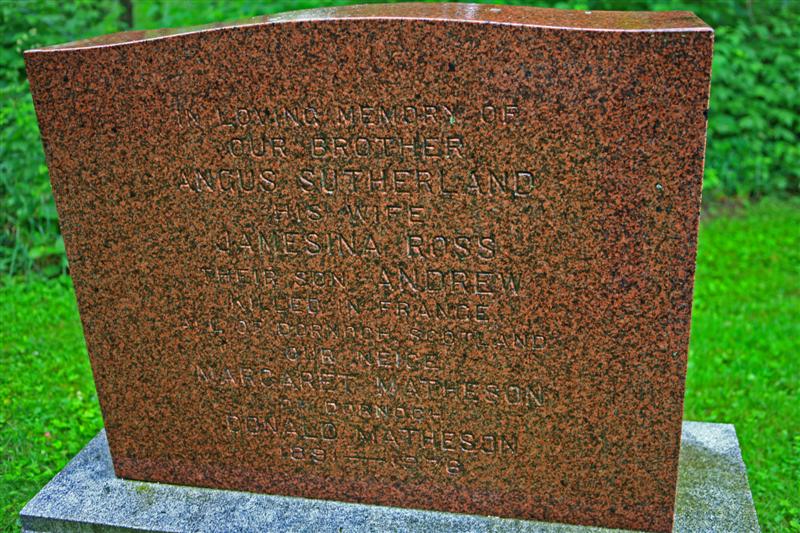 IN LOVING MEMORY OF
OUR BROTHER
ANGUS SUTHERLAND
HIS WIFE
JAMESINA ROSS
THEIR SON ANDREW
KILLED IN FRANCE
ALL OF DORNOCH SCOTLAND
OUR NEICE
MARGARET MATHESON
OF DORNOCH
DONALD MATHESON
1891 — 1976